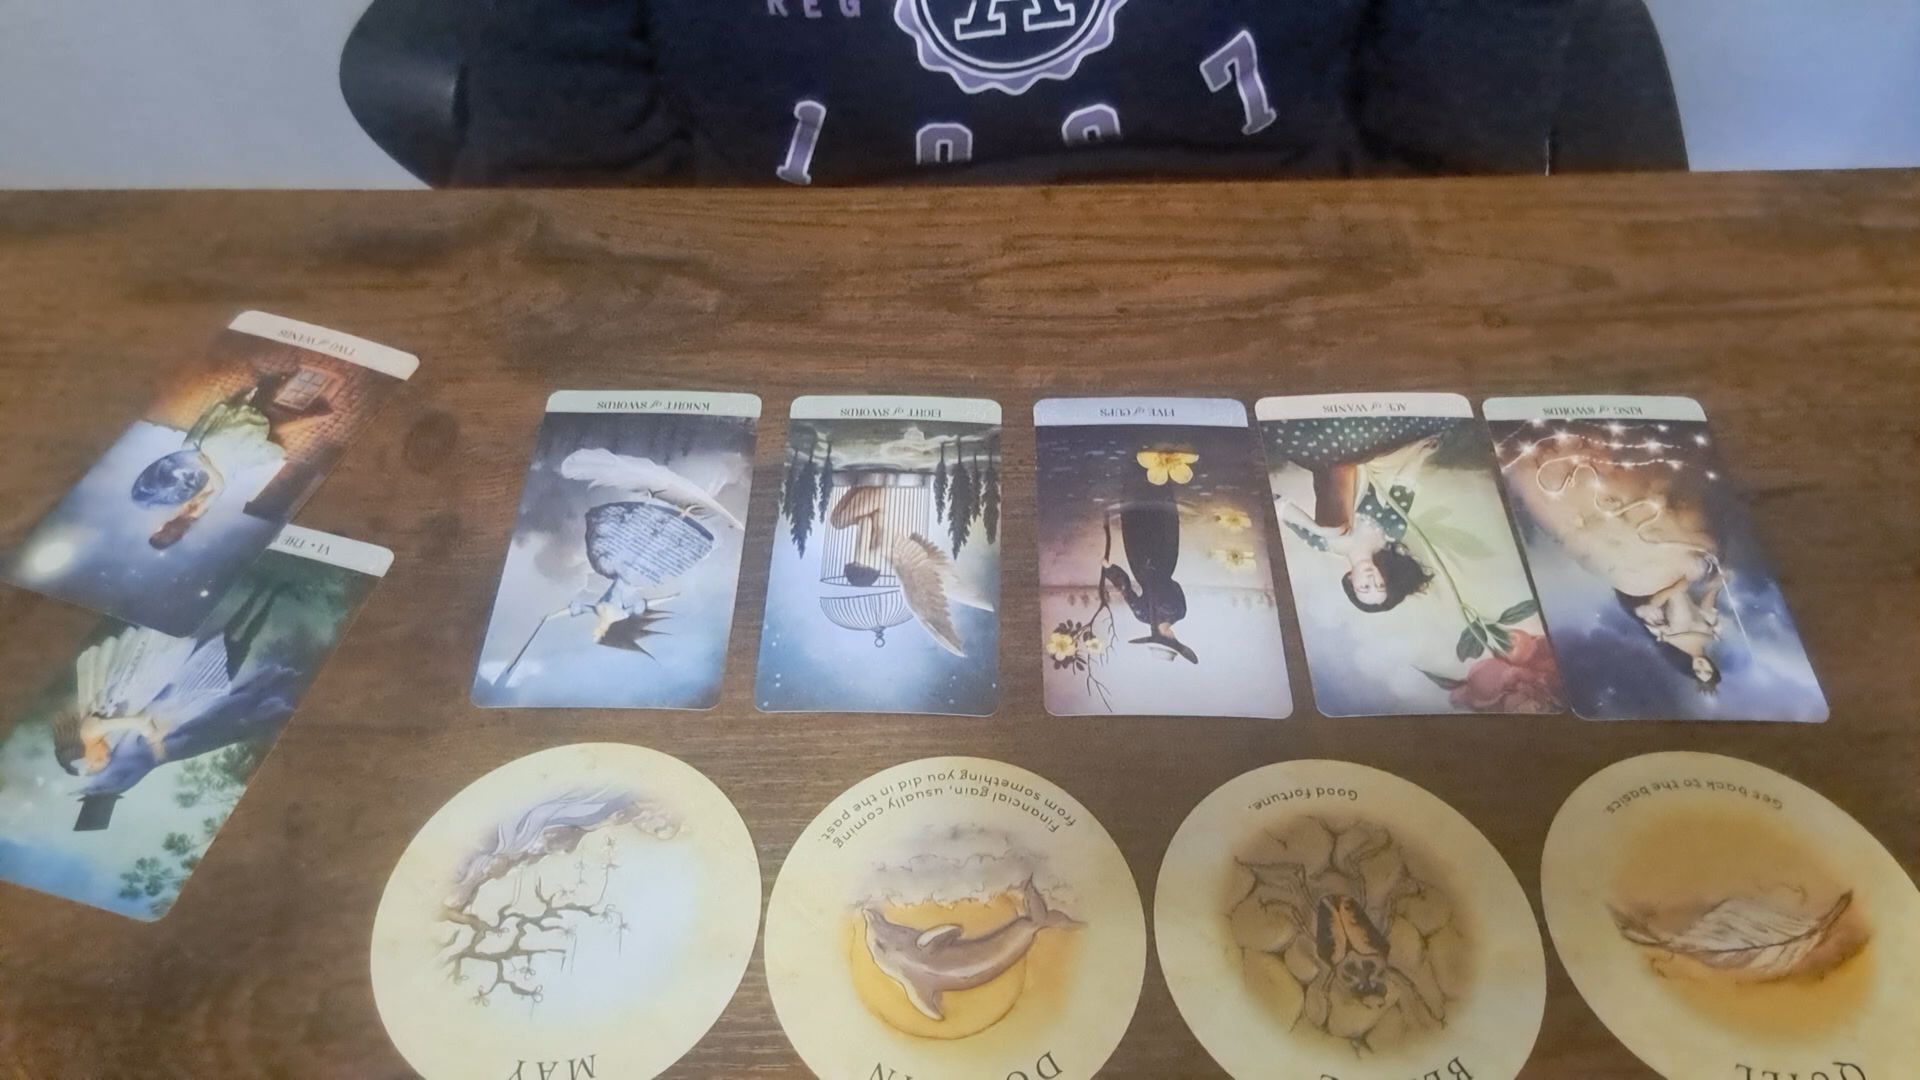 REG
A
TWO of WANDS
VI • THE
KNIGHT of SWORDS
EIGHT of SWORDS
FIVE of CUPS
ACE of WANDS
KING of SWORDS
MAY
Financial gain, usually coming
from something you did in the past.
Good fortune.
Get back to the basics.